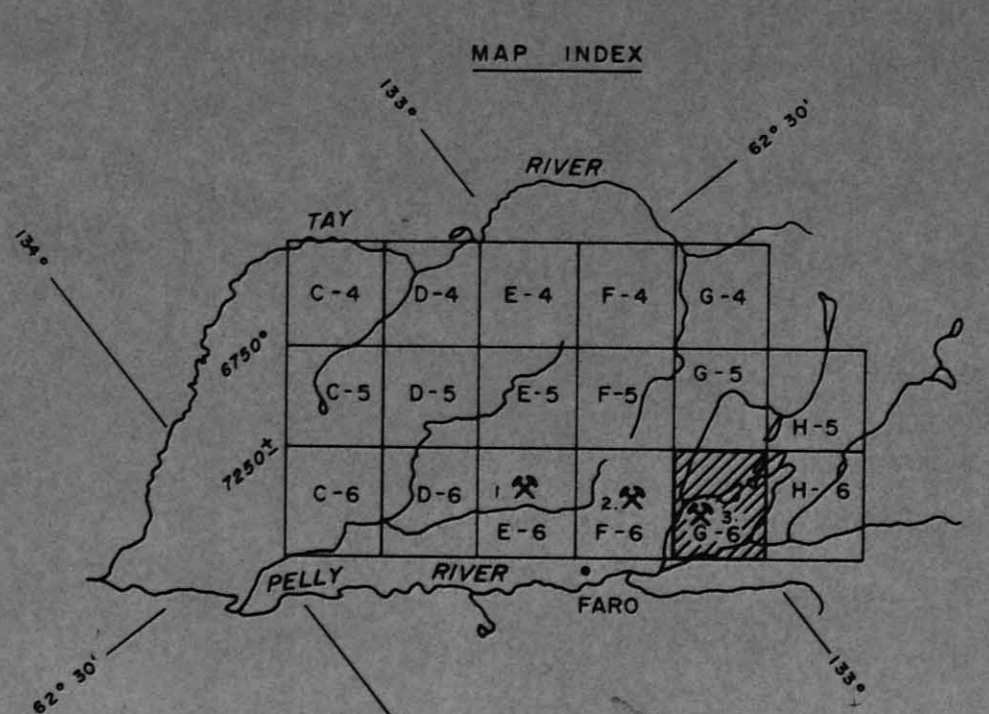 MAP INDEX
133°
62° 30'
RIVER
TAY
134°
C-4 D-4 E-4 F-4 G-4
6750°
C-5 D-5 E-5 F-5 G-5
H-5
7250±
C-6 D-6 1. 2. 3. H-6
E-6 F-6 G-6
PELLY RIVER
FARO
62° 30'
133°